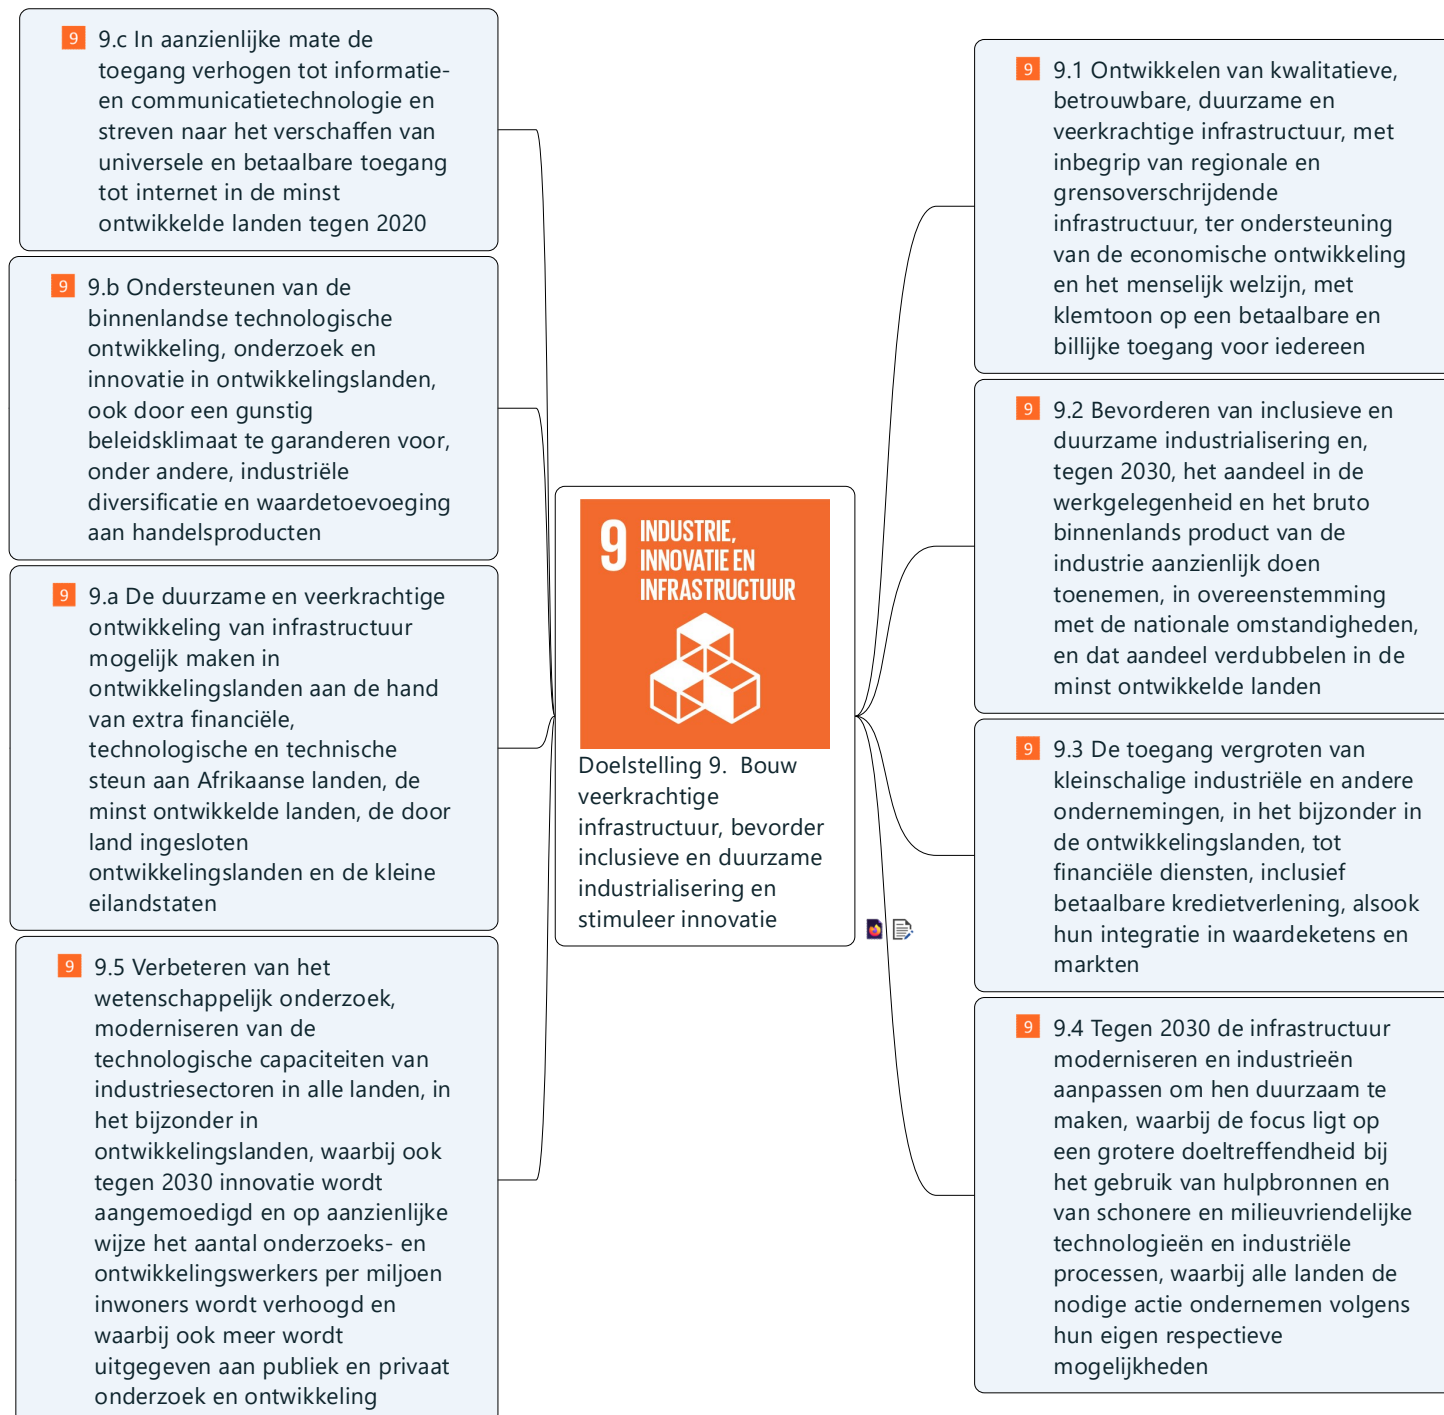 9
9.c In aanzienlijke mate de
toegang verhogen tot informatie-
en communicatietechnologie en
streven naar het verschaffen van
universele en betaalbare toegang
tot internet in de minst
ontwikkelde landen tegen 2020
9
9.b Ondersteunen van de
binnenlandse technologische
ontwikkeling, onderzoek en
innovatie in ontwikkelingslanden,
ook door een gunstig
beleidsklimaat te garanderen voor,
onder andere, industriële
diversificatie en waardetoevoeging
aan handelsproducten
9
9.a De duurzame en veerkrachtige
ontwikkeling van infrastructuur
mogelijk maken in
ontwikkelingslanden aan de hand
van extra financiële,
technologische en technische
steun aan Afrikaanse landen, de
minst ontwikkelde landen, de door
land ingesloten
ontwikkelingslanden en de kleine
eilandstaten
9
9.5 Verbeteren van het
wetenschappelijk onderzoek,
moderniseren van de
technologische capaciteiten van
industriesectoren in alle landen, in
het bijzonder in
ontwikkelingslanden, waarbij ook
tegen 2030 innovatie wordt
aangemoedigd en op aanzienlijke
wijze het aantal onderzoeks- en
ontwikkelingswerkers per miljoen
inwoners wordt verhoogd en
waarbij ook meer wordt
uitgegeven aan publiek en privaat
onderzoek en ontwikkeling
9 INDUSTRIE,
INNOVATIE EN
INFRASTRUCTUUR
Doelstelling 9.  Bouw
veerkrachtige
infrastructuur, bevorder
inclusieve en duurzame
industrialisering en
stimuleer innovatie
9
9.1 Ontwikkelen van kwalitatieve,
betrouwbare, duurzame en
veerkrachtige infrastructuur, met
inbegrip van regionale en
grensoverschrijdende
infrastructuur, ter ondersteuning
van de economische ontwikkeling
en het menselijk welzijn, met
klemtoon op een betaalbare en
billijke toegang voor iedereen
9
9.2 Bevorderen van inclusieve en
duurzame industrialisering en,
tegen 2030, het aandeel in de
werkgelegenheid en het bruto
binnenlands product van de
industrie aanzienlijk doen
toenemen, in overeenstemming
met de nationale omstandigheden,
en dat aandeel verdubbelen in de
minst ontwikkelde landen
9
9.3 De toegang vergroten van
kleinschalige industriële en andere
ondernemingen, in het bijzonder in
de ontwikkelingslanden, tot
financiële diensten, inclusief
betaalbare kredietverlening, alsook
hun integratie in waardeketens en
markten
9
9.4 Tegen 2030 de infrastructuur
moderniseren en industrieën
aanpassen om hen duurzaam te
maken, waarbij de focus ligt op
een grotere doeltreffendheid bij
het gebruik van hulpbronnen en
van schonere en milieuvriendelijke
technologieën en industriële
processen, waarbij alle landen de
nodige actie ondernemen volgens
hun eigen respectieve
mogelijkheden